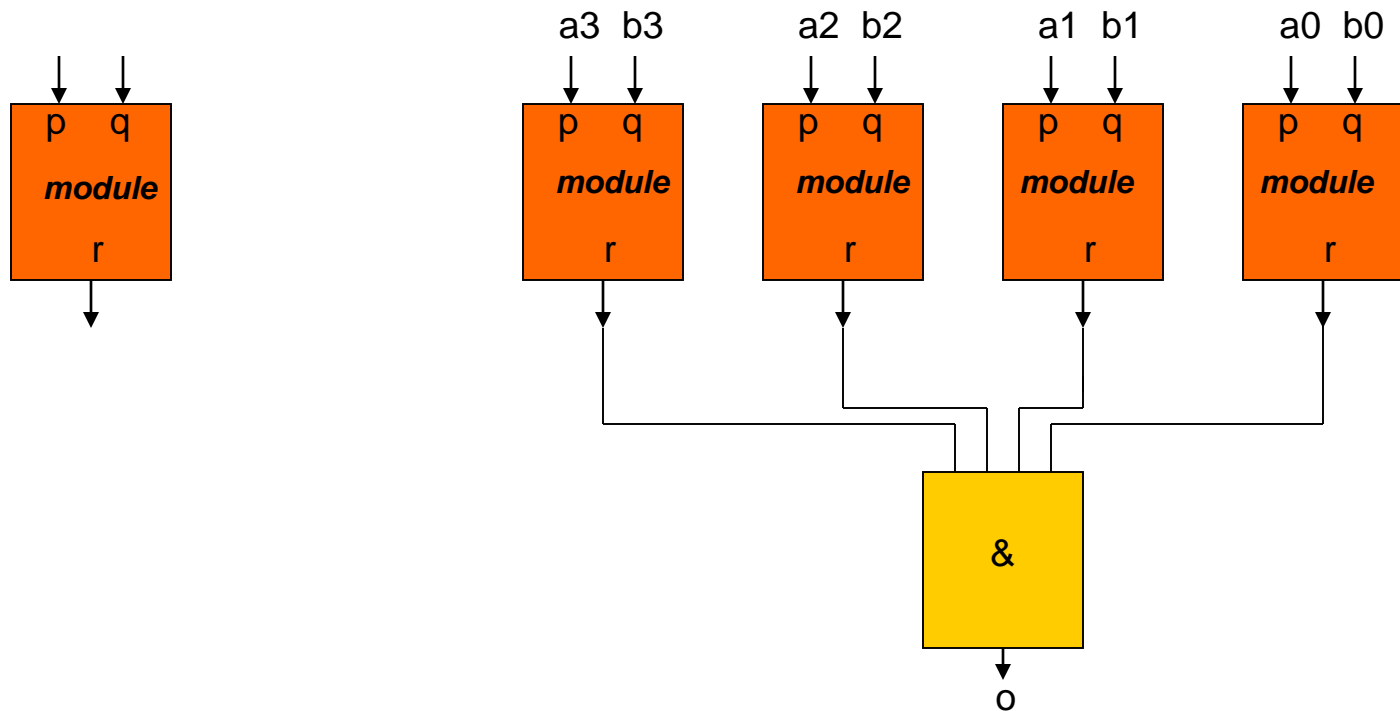 a3 b3 a2 b2 a1 b1 a0 b0
p q p q p q p q p q
module module module module module
r r r r r
&
o